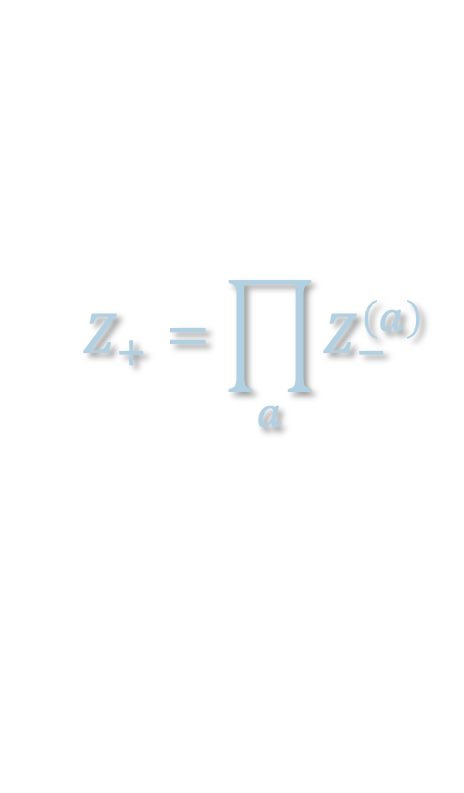 Z₊ = ∏ₐ Z₋⁽ᵃ⁾